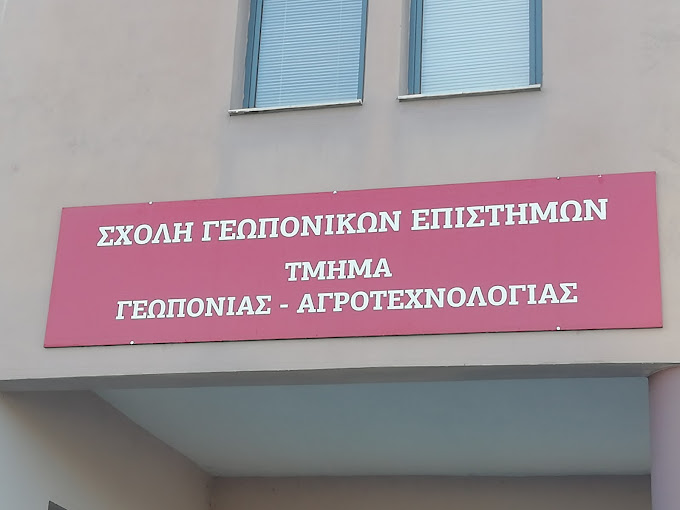 ΣΧΟΛΗ ΓΕΩΠΟΝΙΚΩΝ ΕΠΙΣΤΗΜΩΝ
ΤΜΗΜΑ
ΓΕΩΠΟΝΙΑΣ - ΑΓΡΟΤΕΧΝΟΛΟΓΙΑΣ